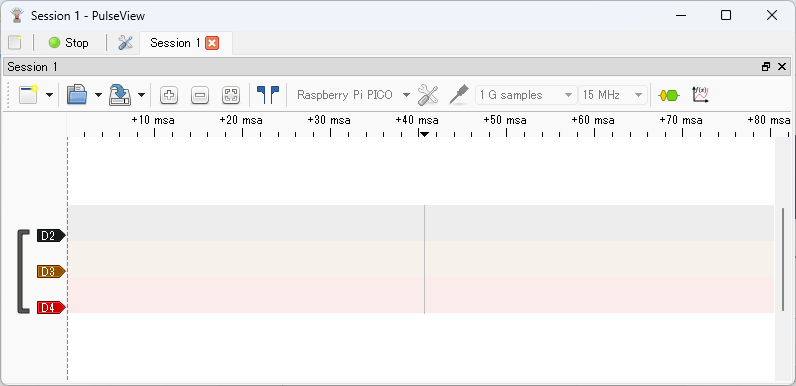 Session 1 - PulseView
Stop
Session 1
Session 1
Raspberry Pi PICO
1 G samples
15 MHz
f(x):
+10 msa +20 msa +30 msa +40 msa +50 msa +60 msa +70 msa +80 msa
D2
D3
D4